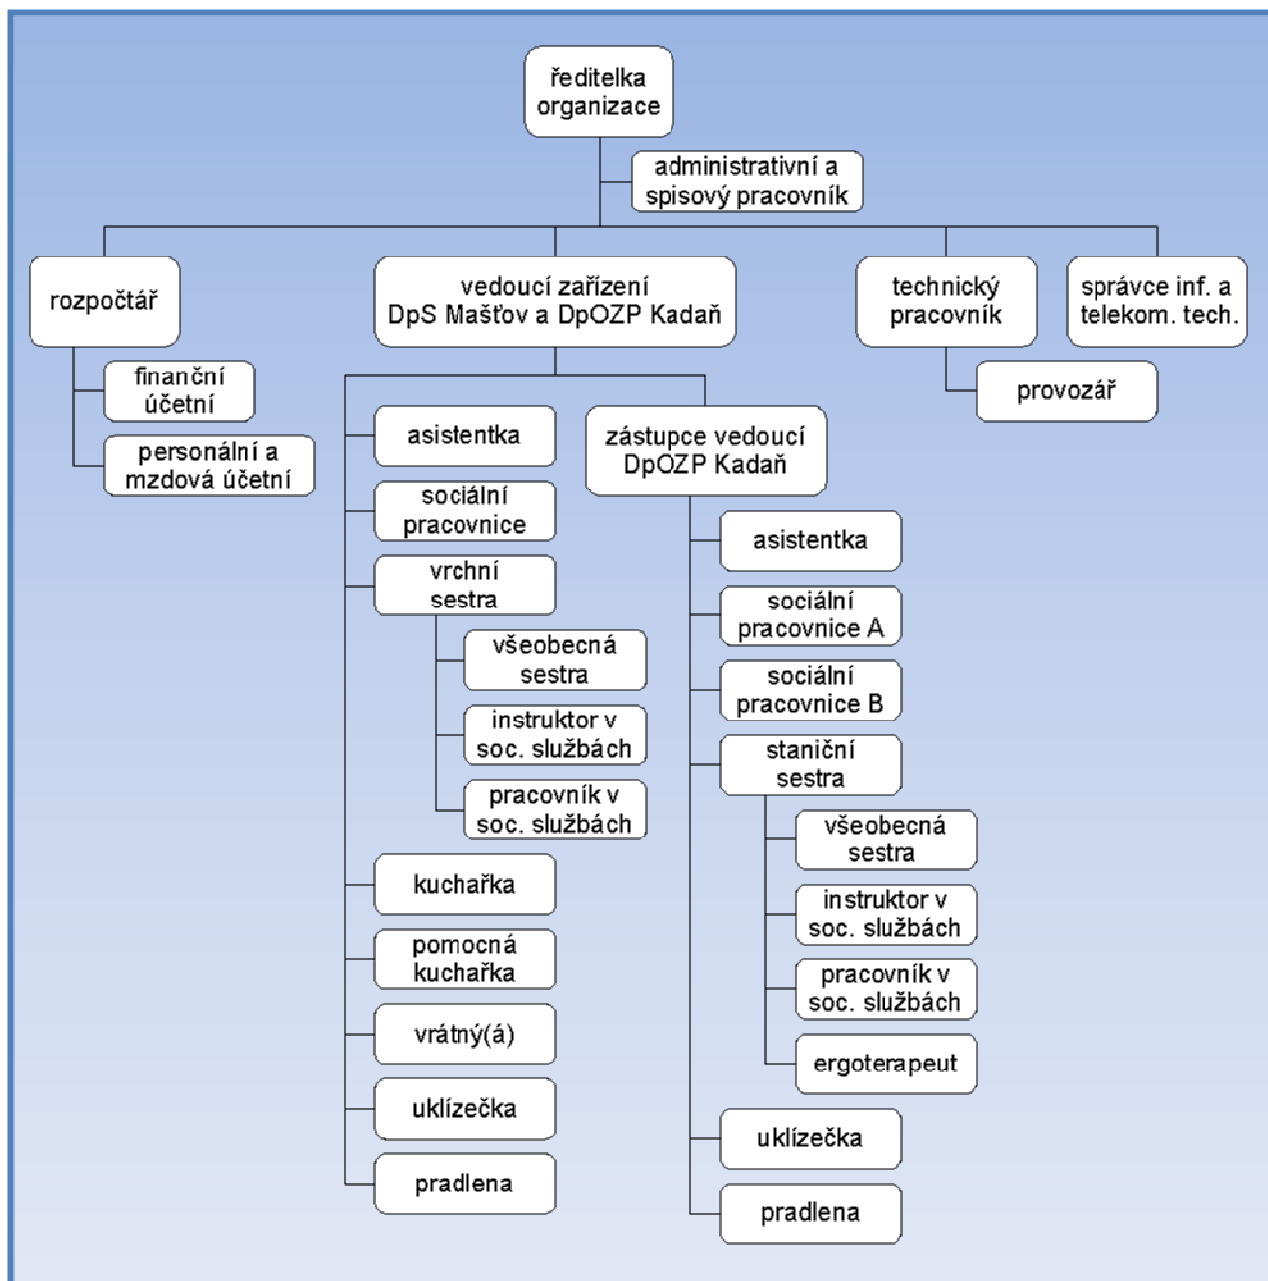 ředitelka
organizace
administrativní a
spisový pracovník
rozpočtář
vedoucí zařízení
DpS Mašťov a DpOZP Kadaň
technický
pracovník
správce inf. a
telekom. tech.
finanční
účetní
personální a
mzdová účetní
provozář
asistentka
sociální
pracovnice
vrchní
sestra
všeobecná
sestra
instruktor v
soc. službách
pracovník v
soc. službách
kuchařka
pomocná
kuchařka
vrátný(á)
uklízečka
pradlena
zástupce vedoucí
DpOZP Kadaň
asistentka
sociální
pracovnice A
sociální
pracovnice B
staniční
sestra
všeobecná
sestra
instruktor v
soc. službách
pracovník v
soc. službách
ergoterapeut
uklízečka
pradlena